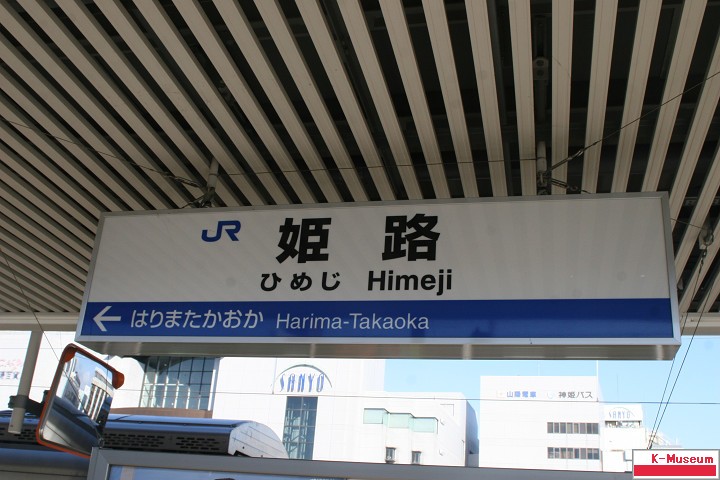 JR
姫路
ひめじ Himeji
← はりまたかおか Harima-Takaoka
SANYO
山陽電車 神姫バス
SANYO
K-Museum